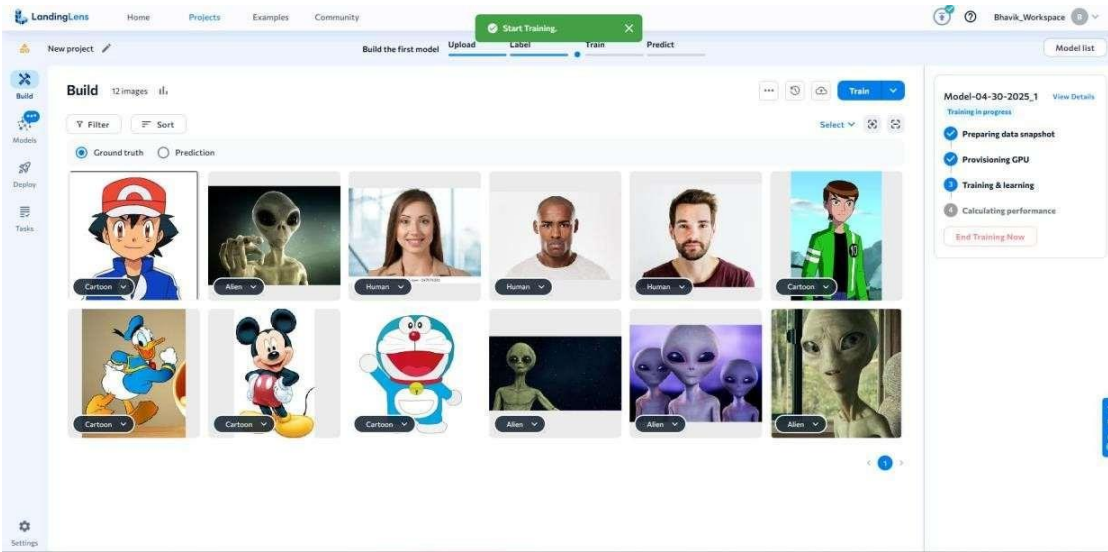 LandingLens Home Projects Examples Community
Start Training.
Bhavik_Workspace B
New project
Build the first model Upload Label Train Predict
Model list
Build
Models
Deploy
Tasks
Settings
Build 12 images
Train
Filter Sort
Select
Ground truth Prediction
Cartoon Alien Human Human Human Cartoon
Cartoon Cartoon Cartoon Alien Alien Alien
1
Model-04-30-2025_1 View Details
Training in progress
Preparing data snapshot
Provisioning GPU
3 Training & learning
4 Calculating performance
End Training Now